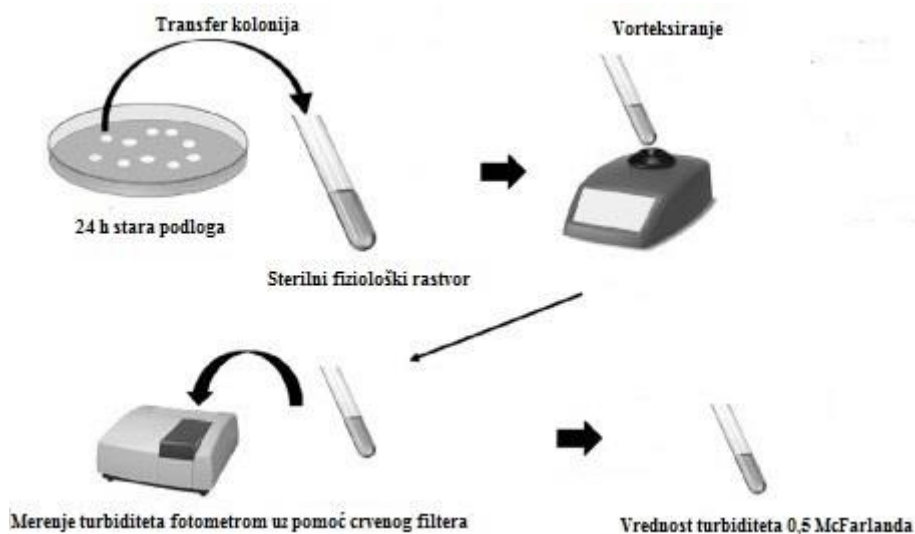 Transfer kolonija
Vorteksiranje
24 h stara podloga
Sterilni fiziološki rastvor
Merenje turbiditeta fotometrom uz pomoć crvenog filtera
Vrednost turbiditeta 0,5 McFarlanda